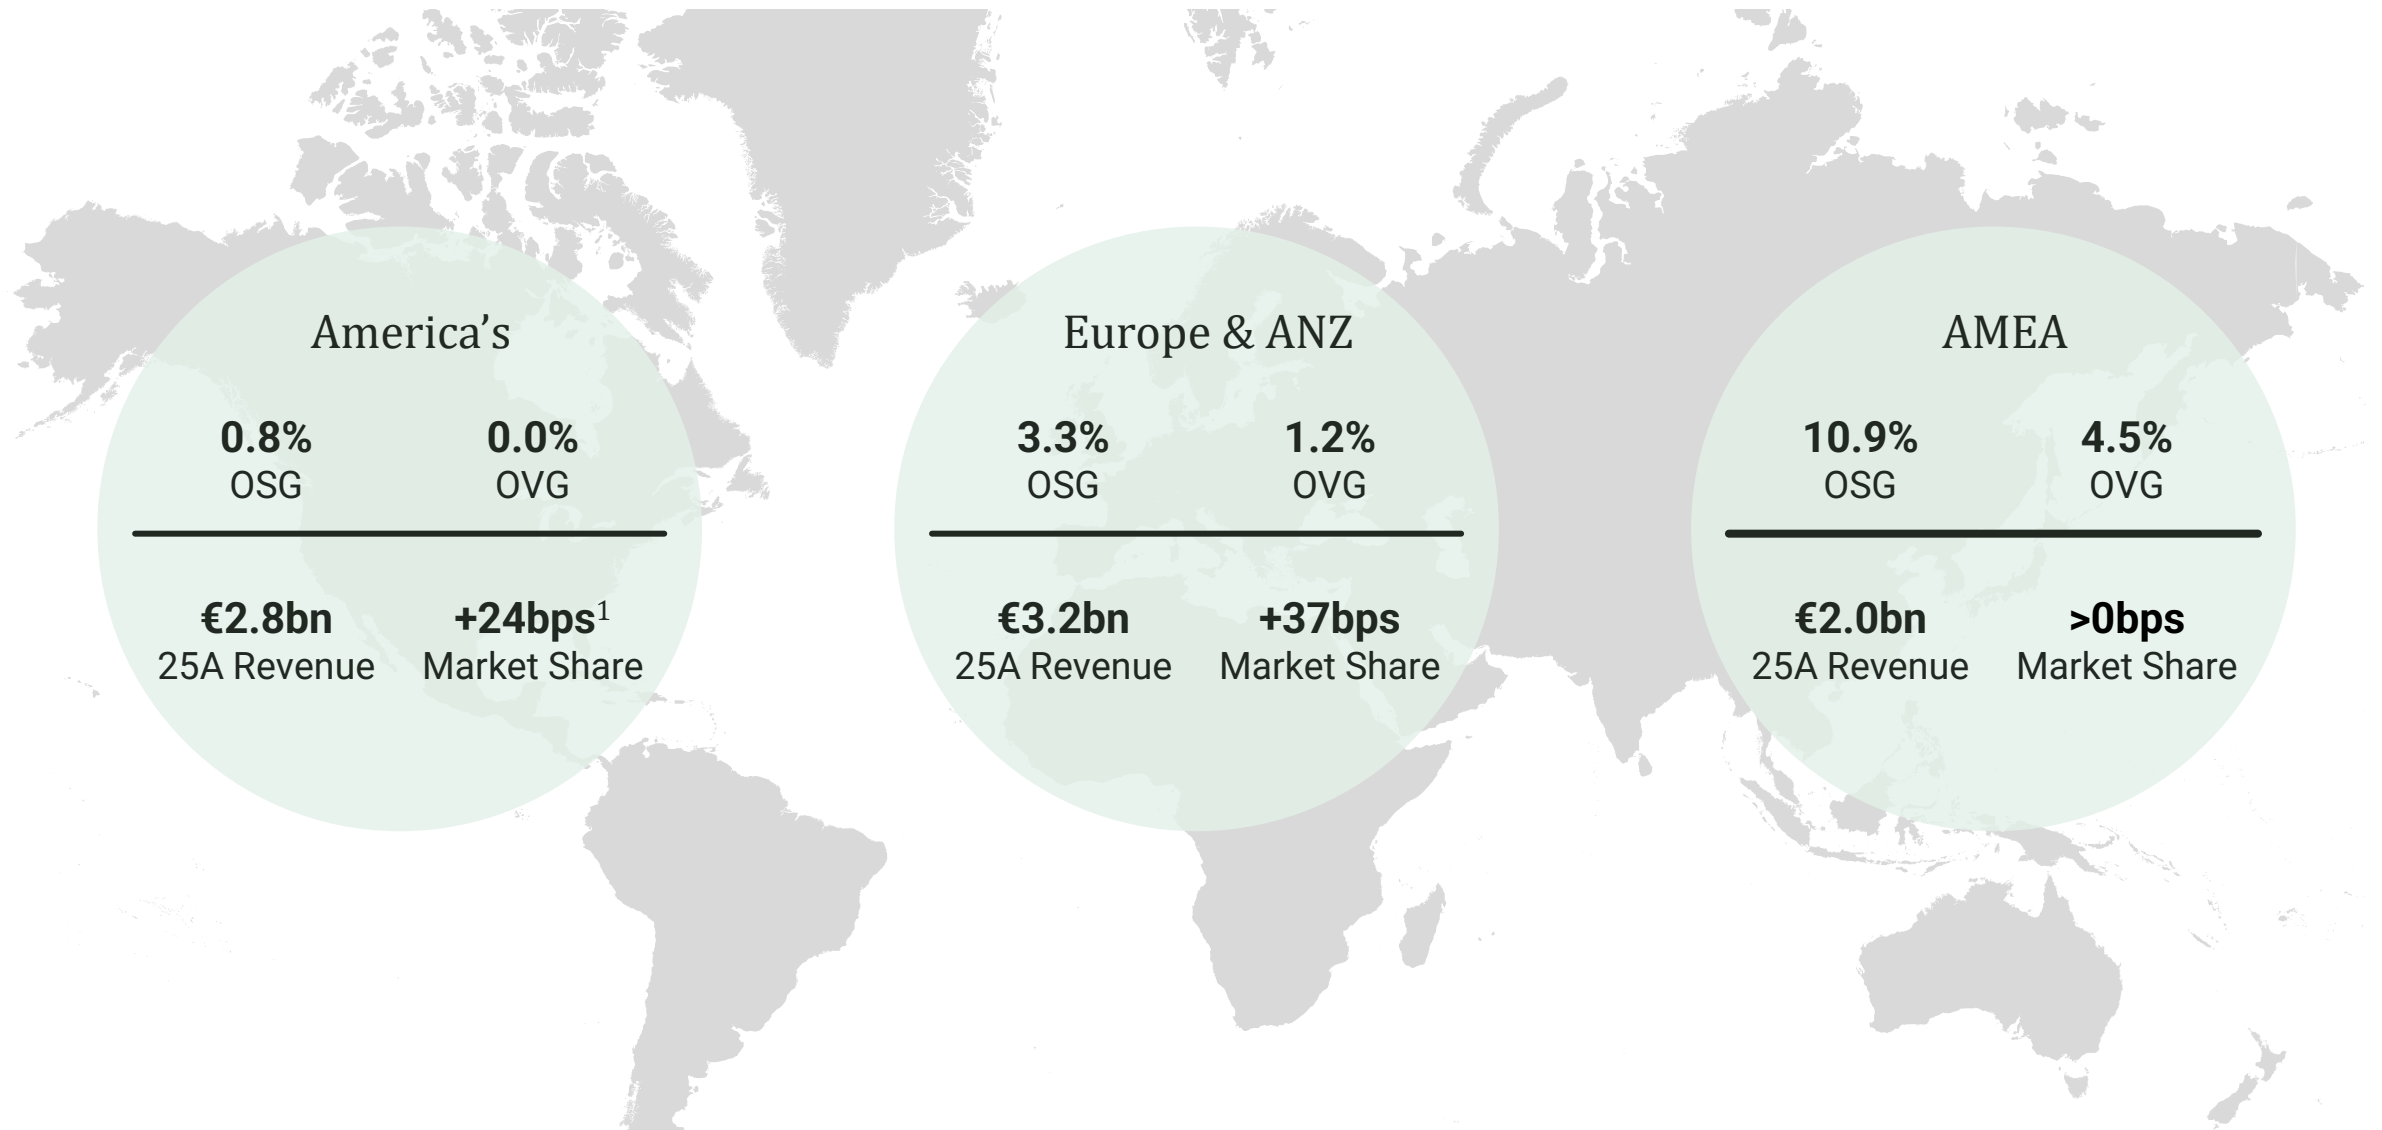 America’s
0.8%
OSG
0.0%
OVG
€2.8bn
25A Revenue
+24bps¹
Market Share
Europe & ANZ
3.3%
OSG
1.2%
OVG
€3.2bn
25A Revenue
+37bps
Market Share
AMEA
10.9%
OSG
4.5%
OVG
€2.0bn
25A Revenue
>0bps
Market Share